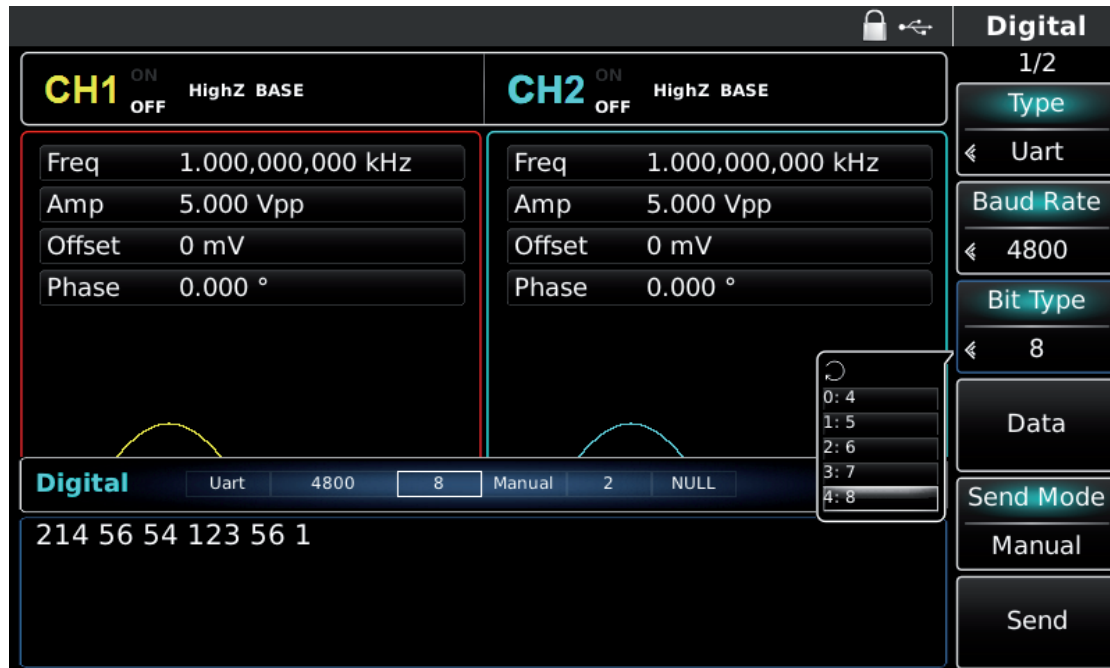 Digital
1/2
CH1 ON OFF HighZ BASE
CH2 ON OFF HighZ BASE
Freq 1.000,000,000 kHz
Amp 5.000 Vpp
Offset 0 mV
Phase 0.000 °
Freq 1.000,000,000 kHz
Amp 5.000 Vpp
Offset 0 mV
Phase 0.000 °
Type
Uart
Baud Rate
4800
Bit Type
8
0: 4
1: 5
2: 6
3: 7
4: 8
Data
Send Mode
Manual
Send
Digital Uart 4800 8 Manual 2 NULL
214 56 54 123 56 1